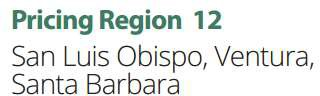 Pricing Region 12
San Luis Obispo, Ventura,
Santa Barbara